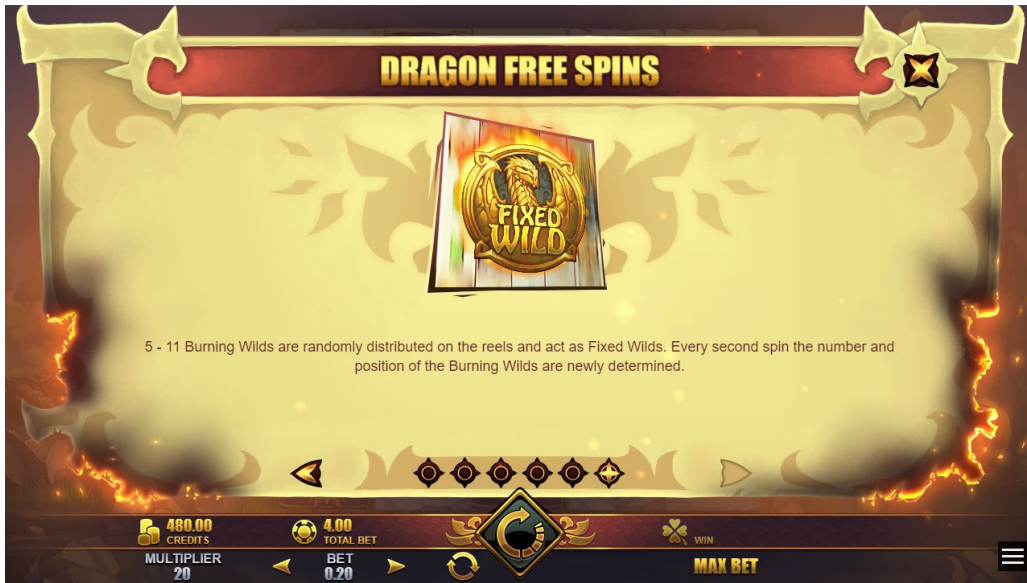 DRAGON FREE SPINS
FIXED
WILD
5 - 11 Burning Wilds are randomly distributed on the reels and act as Fixed Wilds. Every second spin the number and
position of the Burning Wilds are newly determined.
480.00
CREDITS
4.00
TOTAL BET
WIN
MULTIPLIER
20
BET
0.20
MAX BET